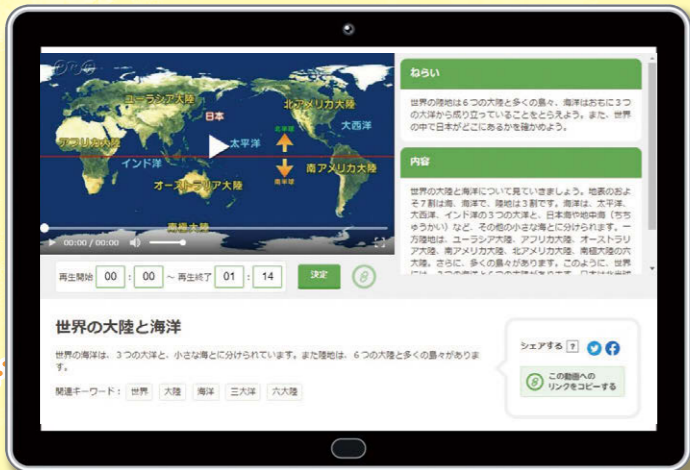 NHK
ユーラシア大陸
北アメリカ大陸
日本
大西洋
アフリカ大陸
北半球
太平洋
インド洋
南アメリカ大陸
オーストラリア大陸
南半球
南極大陸
00:00 / 00:00
再生開始 00 : 00 ～ 再生終了 01 : 14 決定
ねらい
世界の陸地は６つの大陸と多くの島々、海洋はおもに３つ
の大洋から成り立っていることをとらえよう。また、世界
の中で日本がどこにあるかを確かめよう。
内容
世界の大陸と海洋について見ていきましょう。地表のおよ
そ７割は海、海洋で、陸地は３割です。海洋は、太平洋、
大西洋、インド洋の３つの大洋と、日本海や地中海（ちち
ゅうかい）など、その他の小さな海とに分けられます。一
方陸地は、ユーラシア大陸、アフリカ大陸、オーストラリ
ア大陸、南アメリカ大陸、北アメリカ大陸、南極大陸の六
大陸。さらに、多くの島々があります。このように、世界
世界の大陸と海洋
世界の海洋は、３つの大洋と、小さな海とに分けられています。また陸地は、６つの大陸と多くの島々がありま
す。
関連キーワード： 世界 大陸 海洋 三大洋 六大陸
シェアする ?
この動画への
リンクをコピーする